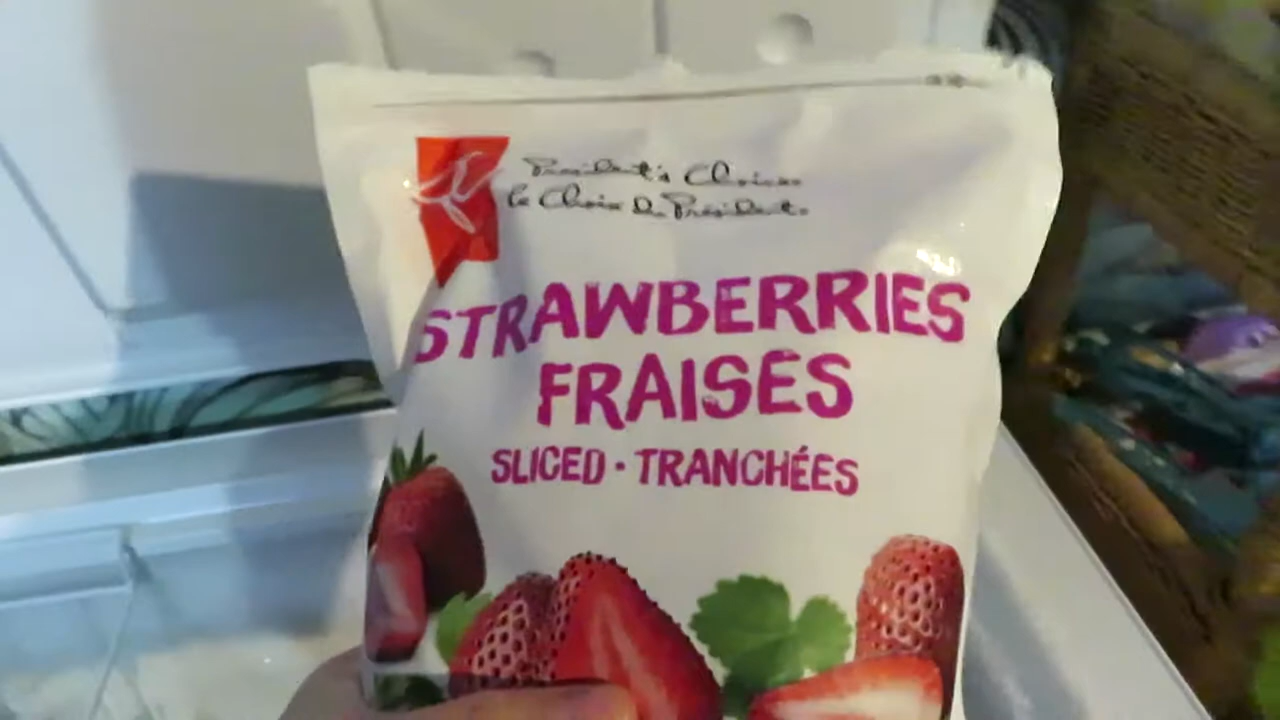 President's Choice
le Choix du Président
STRAWBERRIES
FRAISES
SLICED · TRANCHÉES